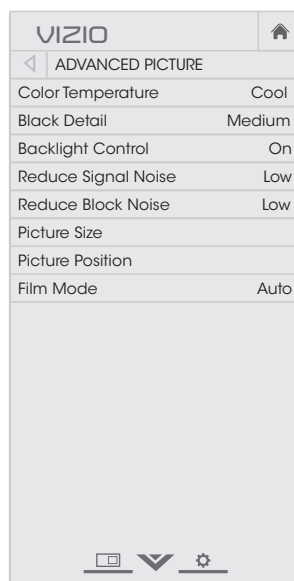 VIZIO
ADVANCED PICTURE
Color Temperature Cool
Black Detail Medium
Backlight Control On
Reduce Signal Noise Low
Reduce Block Noise Low
Picture Size
Picture Position
Film Mode Auto